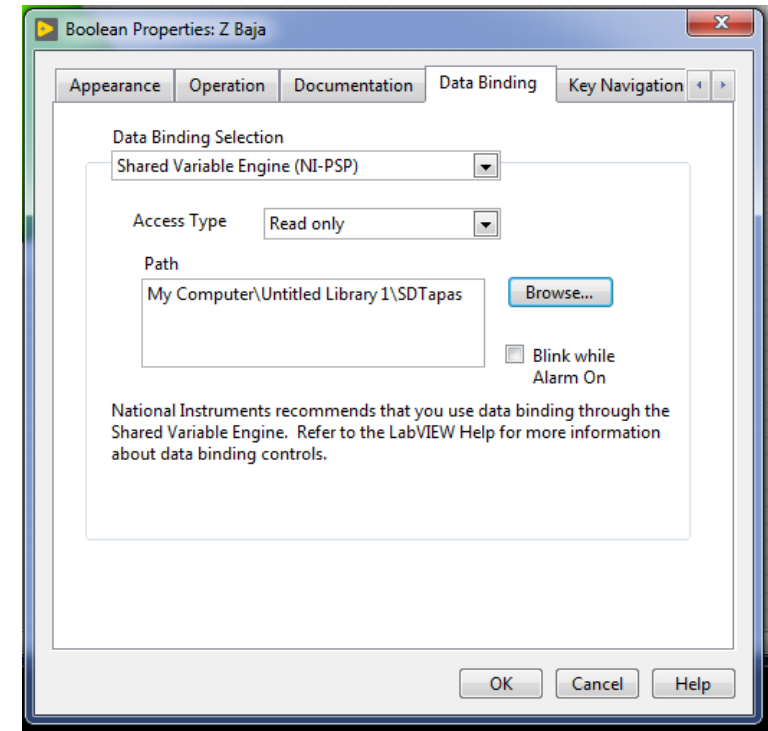 Boolean Properties: Z Baja
Appearance Operation Documentation Data Binding Key Navigation
Data Binding Selection
Shared Variable Engine (NI-PSP)
Access Type Read only
Path
My Computer\Untitled Library 1\SDTapas
Browse...
Blink while
Alarm On
National Instruments recommends that you use data binding through the
Shared Variable Engine. Refer to the LabVIEW Help for more information
about data binding controls.
OK Cancel Help